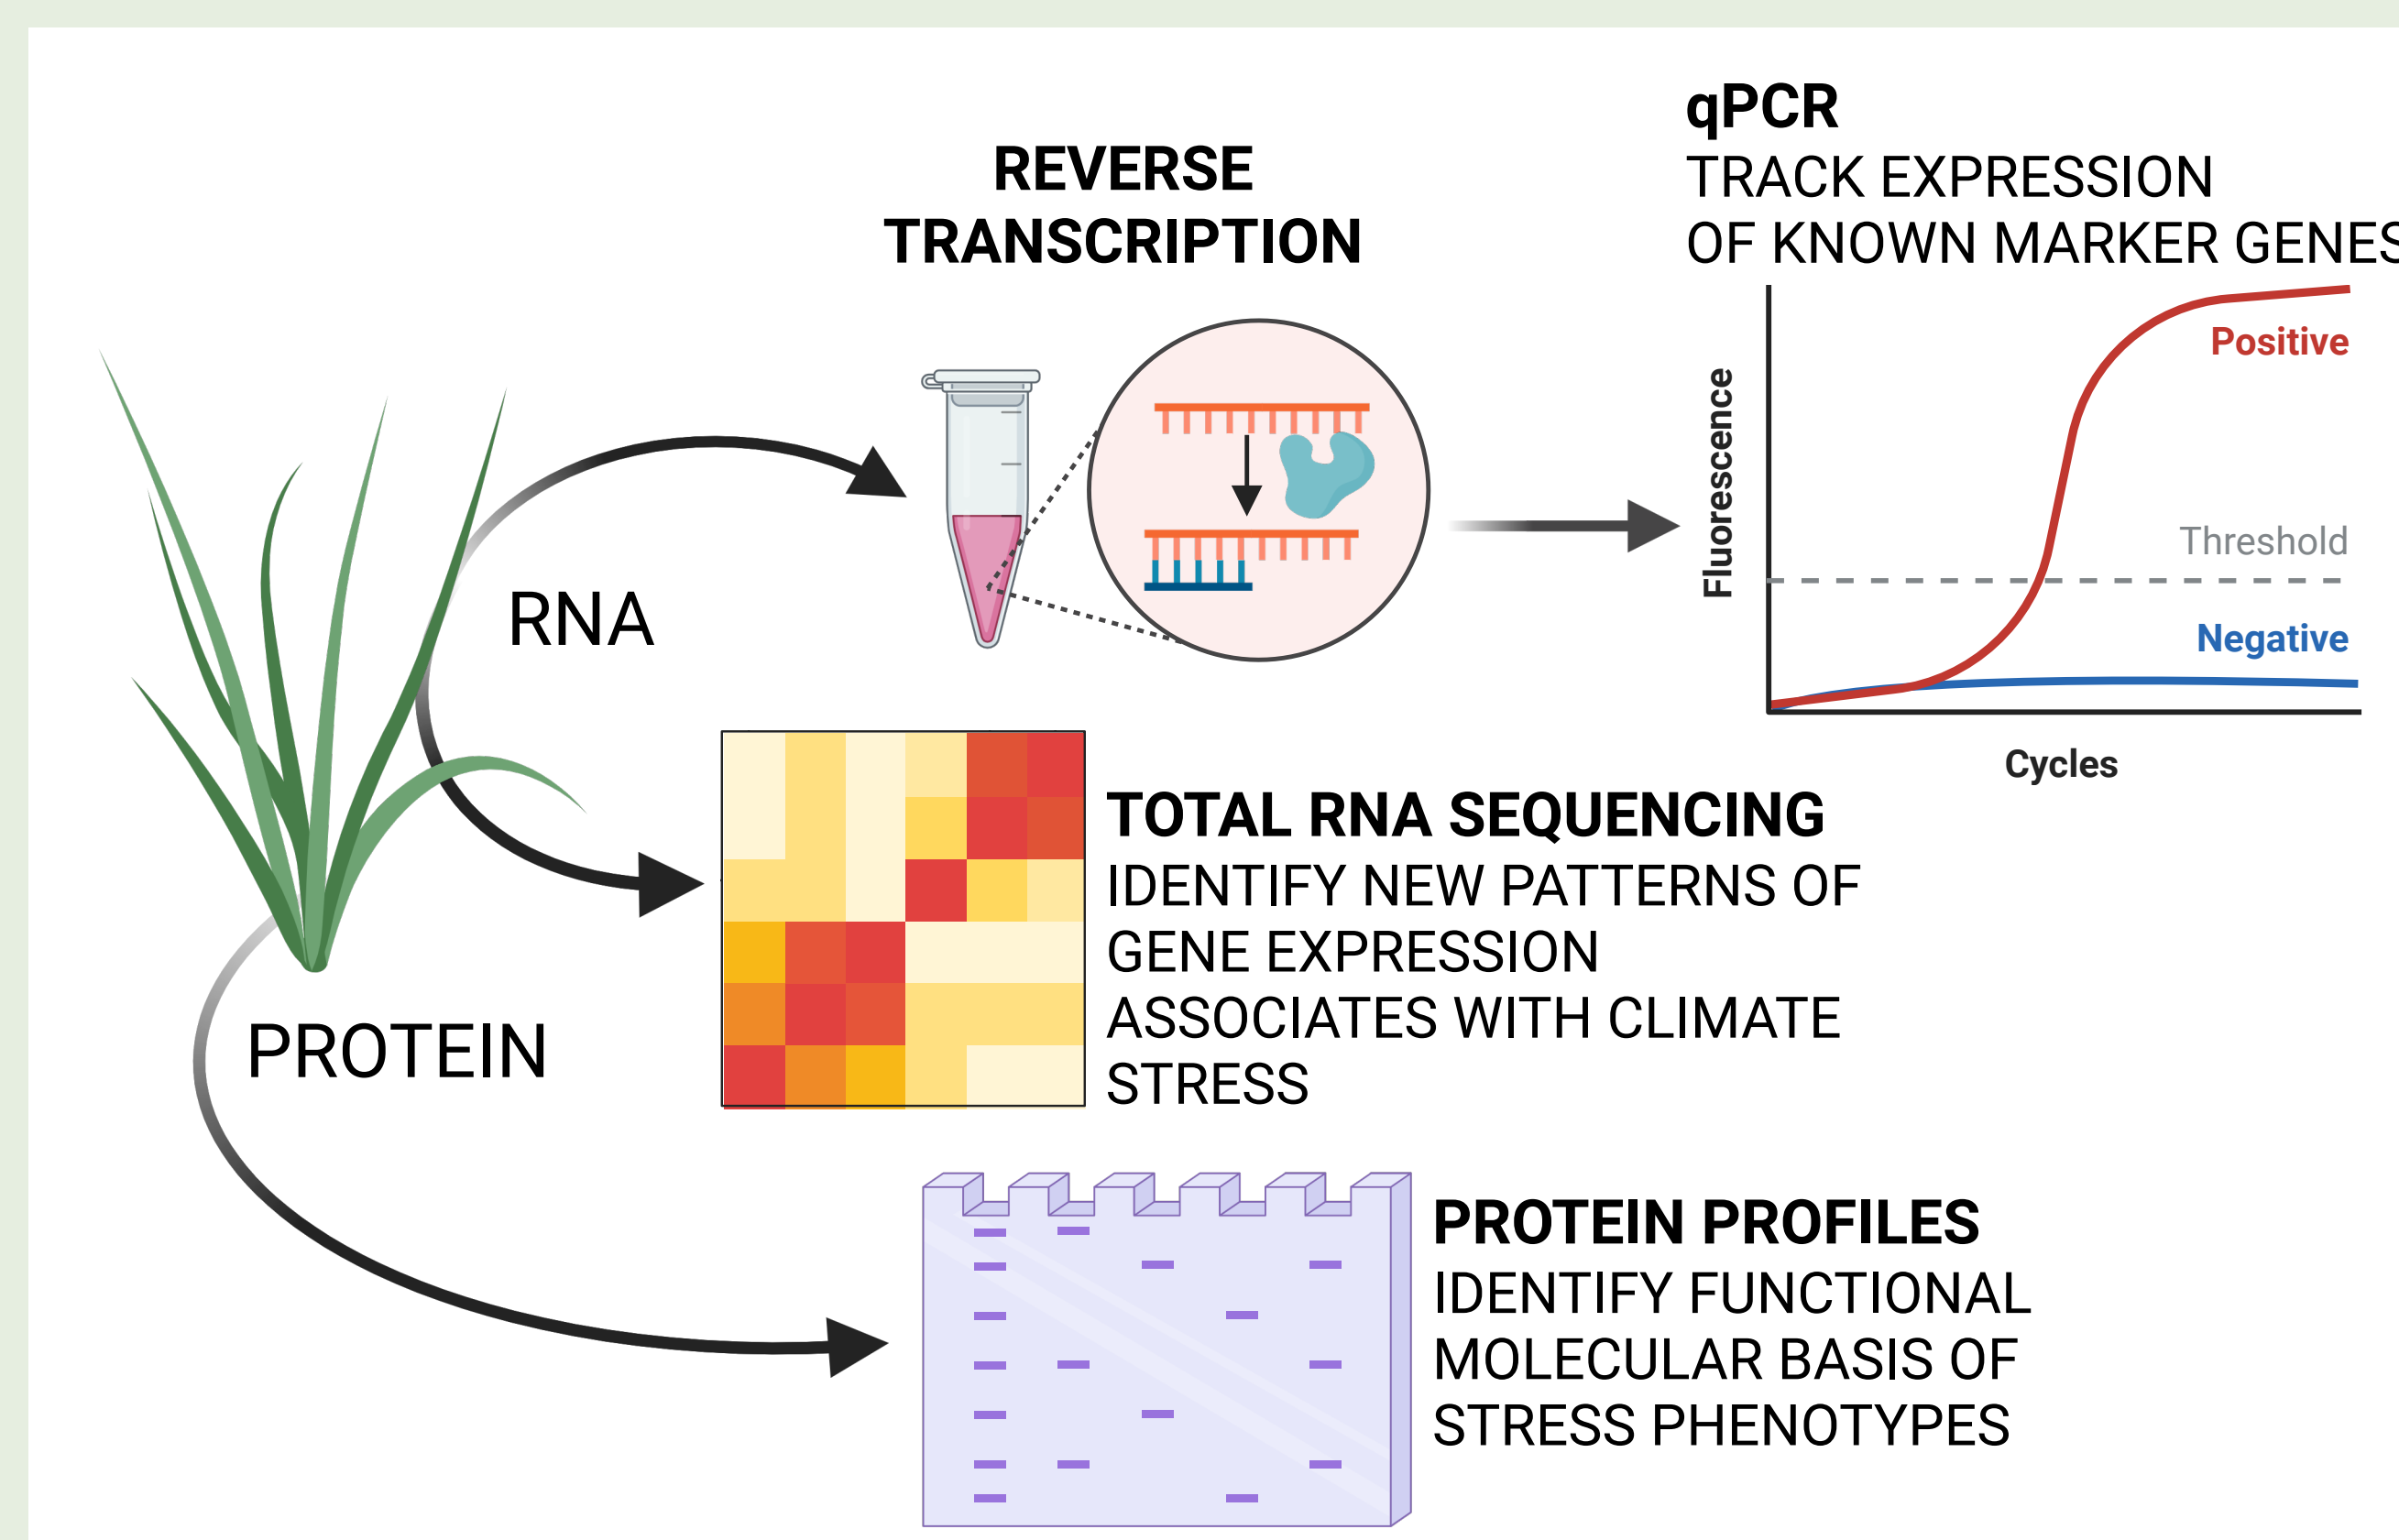 REVERSE
TRANSCRIPTION
qPCR
TRACK EXPRESSION
OF KNOWN MARKER GENES
Fluorescence
Positive
Threshold
Negative
Cycles
RNA
TOTAL RNA SEQUENCING
IDENTIFY NEW PATTERNS OF
GENE EXPRESSION
ASSOCIATES WITH CLIMATE
STRESS
PROTEIN
PROTEIN PROFILES
IDENTIFY FUNCTIONAL
MOLECULAR BASIS OF
STRESS PHENOTYPES